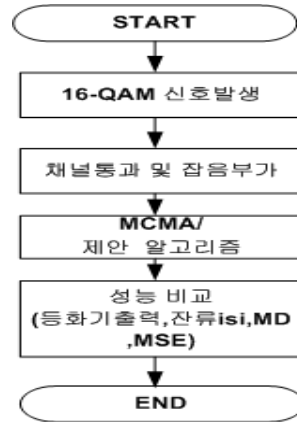 START
16-QAM 신호발생
채널통과 및 잡음부가
MCMA/
제안 알고리즘
성능 비교
(등화기출력,잔류isi,MD
,MSE)
END